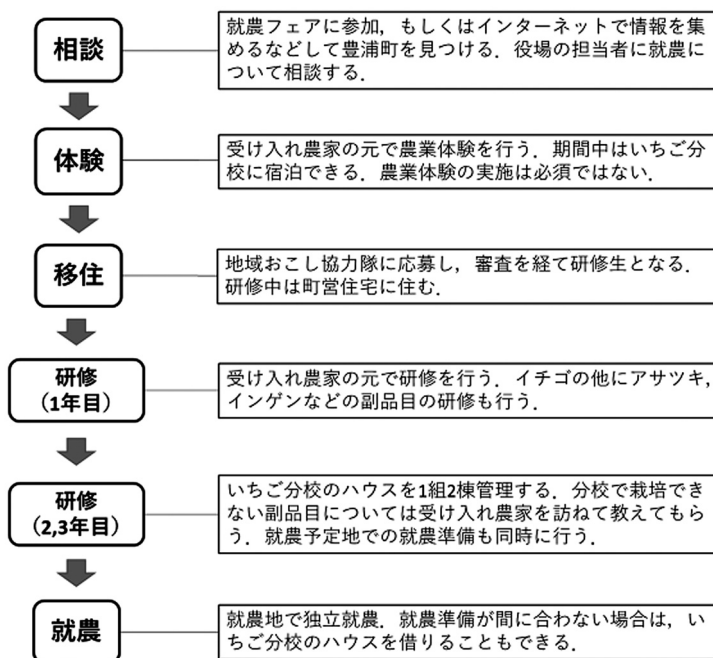 相談
就農フェアに参加，もしくはインターネットで情報を集
めるなどして豊浦町を見つける．役場の担当者に就農に
ついて相談する．
体験
受け入れ農家の元で農業体験を行う．期間中はいちご分
校に宿泊できる．農業体験の実施は必須ではない．
移住
地域おこし協力隊に応募し，審査を経て研修生となる．
研修中は町営住宅に住む．
研修
（1年目）
受け入れ農家の元で研修を行う．イチゴの他にアサツキ，
インゲンなどの副品目の研修も行う．
研修
（2,3年目）
いちご分校のハウスを1組2棟管理する．分校で栽培でき
ない副品目については受け入れ農家を訪ねて教えてもら
う．就農予定地での就農準備も同時に行う．
就農
就農地で独立就農．就農準備が間に合わない場合は，い
ちご分校のハウスを借りることもできる．